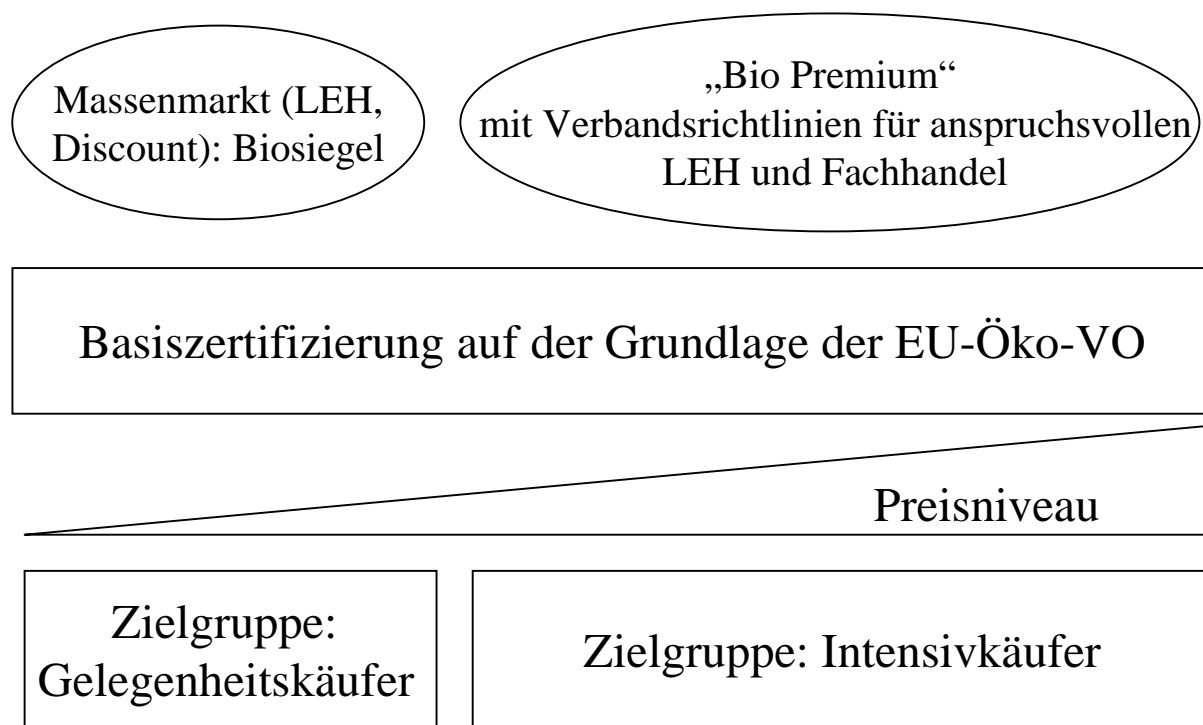 Massenmarkt (LEH,
Discount): Biosiegel
„Bio Premium“
mit Verbandsrichtlinien für anspruchsvollen
LEH und Fachhandel
Basiszertifizierung auf der Grundlage der EU-Öko-VO
Preisniveau
Zielgruppe:
Gelegenheitskäufer
Zielgruppe: Intensivkäufer